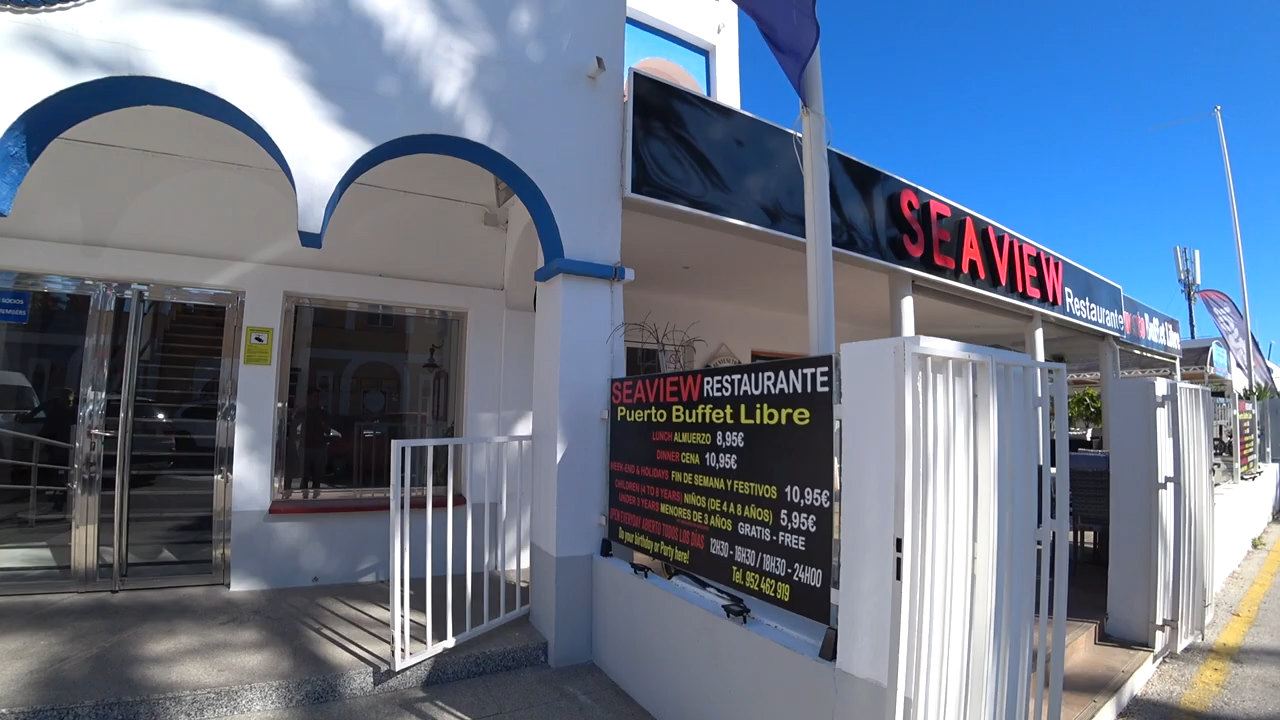 SOCIOS
MEMBERS
SEAVIEW Restaurante Buffet Libre
SEAVIEW RESTAURANTE
Puerto Buffet Libre
LUNCH ALMUERZO 8,95€
DINNER CENA 10,95€
WEEK-END & HOLIDAYS FIN DE SEMANA Y FESTIVOS 10,95€
CHILDREN (4 TO 8 YEARS) NIÑOS (DE 4 A 8 AÑOS) 5,95€
UNDER 3 YEARS MENORES DE 3 AÑOS GRATIS - FREE
OPEN EVERYDAY ABIERTO TODOS LOS DÍAS 12H30 - 16H30 / 18H30 - 24H00
Do your birthday or Party here!
Tel. 952 462 919